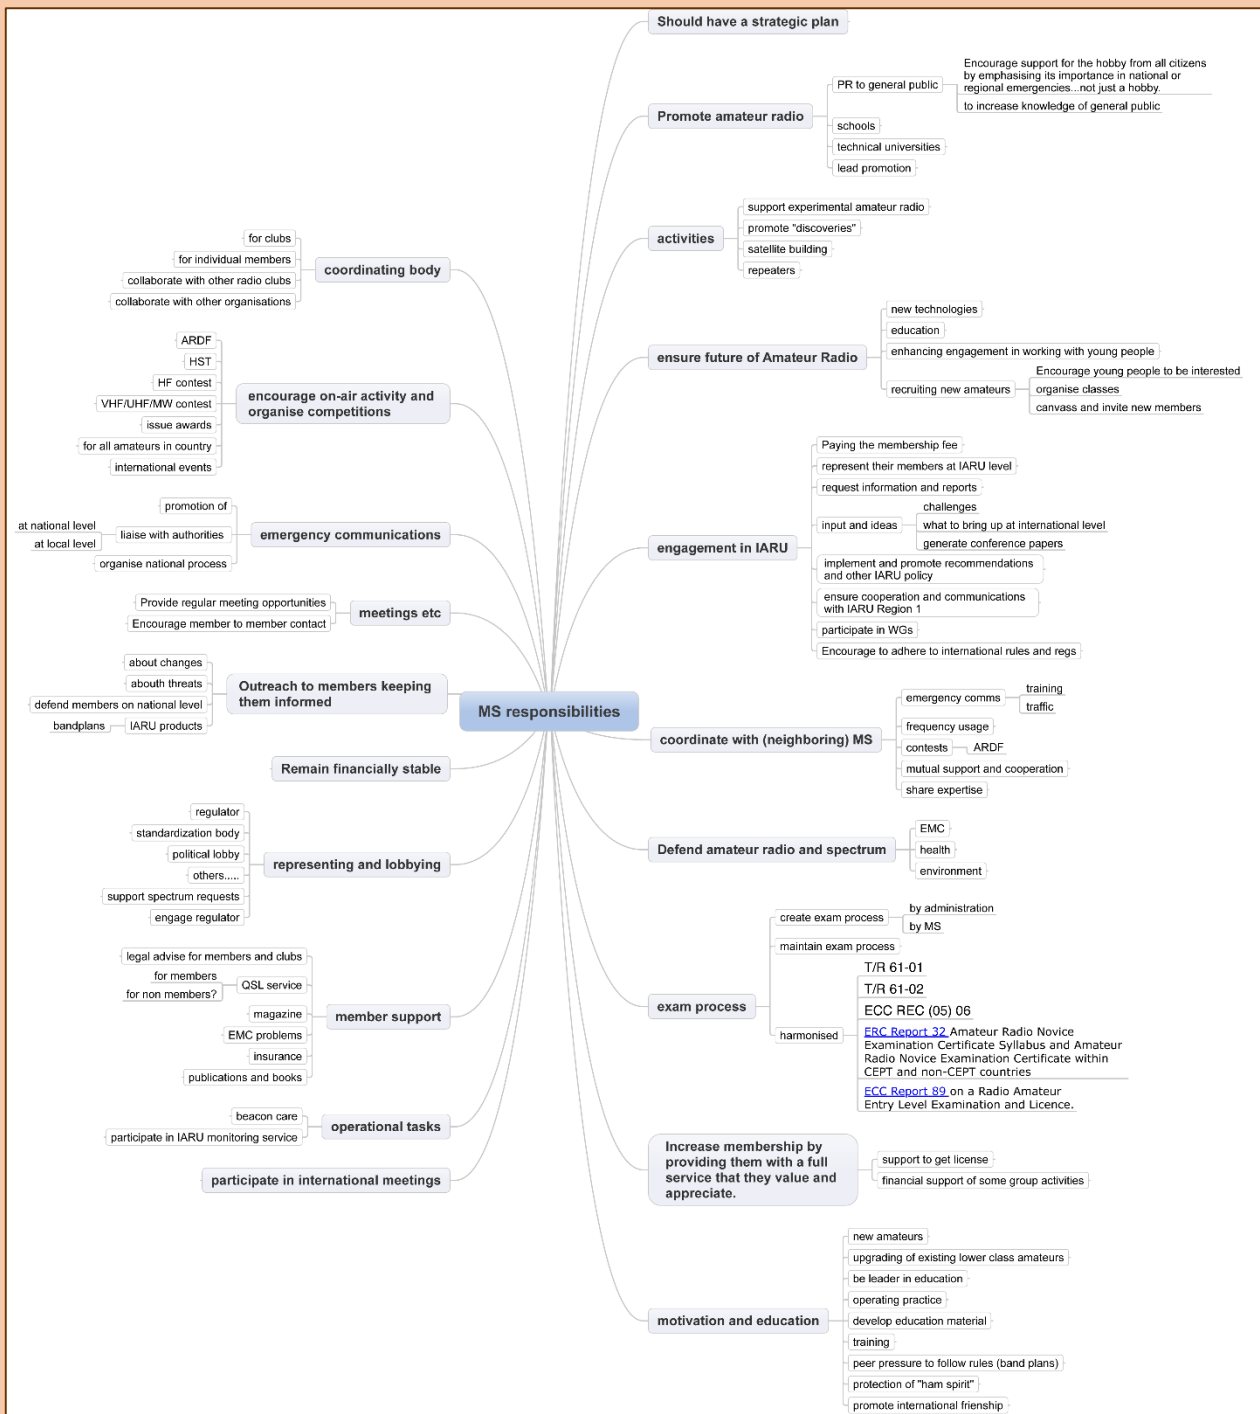 Should have a strategic plan
Promote amateur radio
PR to general public
Encourage support for the hobby from all citizens
by emphasising its importance in national or
regional emergencies...not just a hobby.
to increase knowledge of general public
schools
technical universities
lead promotion
activities
support experimental amateur radio
promote "discoveries"
satellite building
repeaters
ensure future of Amateur Radio
new technologies
education
enhancing engagement in working with young people
recruiting new amateurs
Encourage young people to be interested
organise classes
canvass and invite new members
engagement in IARU
Paying the membership fee
represent their members at IARU level
request information and reports
input and ideas
challenges
what to bring up at international level
generate conference papers
implement and promote recommendations
and other IARU policy
ensure cooperation and communications
with IARU Region 1
participate in WGs
Encourage to adhere to international rules and regs
coordinate with (neighboring) MS
emergency comms
training
traffic
frequency usage
contests
ARDF
mutual support and cooperation
share expertise
Defend amateur radio and spectrum
EMC
health
environment
exam process
create exam process
by administration
by MS
maintain exam process
harmonised
T/R 61-01
T/R 61-02
ECC REC (05) 06
ERC Report 32 Amateur Radio Novice
Examination Certificate Syllabus and Amateur
Radio Novice Examination Certificate within
CEPT and non-CEPT countries
ECC Report 89 on a Radio Amateur
Entry Level Examination and Licence.
Increase membership by
providing them with a full
service that they value and
appreciate.
support to get license
financial support of some group activities
motivation and education
new amateurs
upgrading of existing lower class amateurs
be leader in education
operating practice
develop education material
training
peer pressure to follow rules (band plans)
protection of "ham spirit"
promote international frienship
MS responsibilities
coordinating body
for clubs
for individual members
collaborate with other radio clubs
collaborate with other organisations
encourage on-air activity and
organise competitions
ARDF
HST
HF contest
VHF/UHF/MW contest
issue awards
for all amateurs in country
international events
emergency communications
promotion of
liaise with authorities
at national level
at local level
organise national process
meetings etc
Provide regular meeting opportunities
Encourage member to member contact
Outreach to members keeping
them informed
about changes
abouth threats
defend members on national level
IARU products
bandplans
Remain financially stable
representing and lobbying
regulator
standardization body
political lobby
others.....
support spectrum requests
engage regulator
member support
legal advise for members and clubs
QSL service
for members
for non members?
magazine
EMC problems
insurance
publications and books
operational tasks
beacon care
participate in IARU monitoring service
participate in international meetings